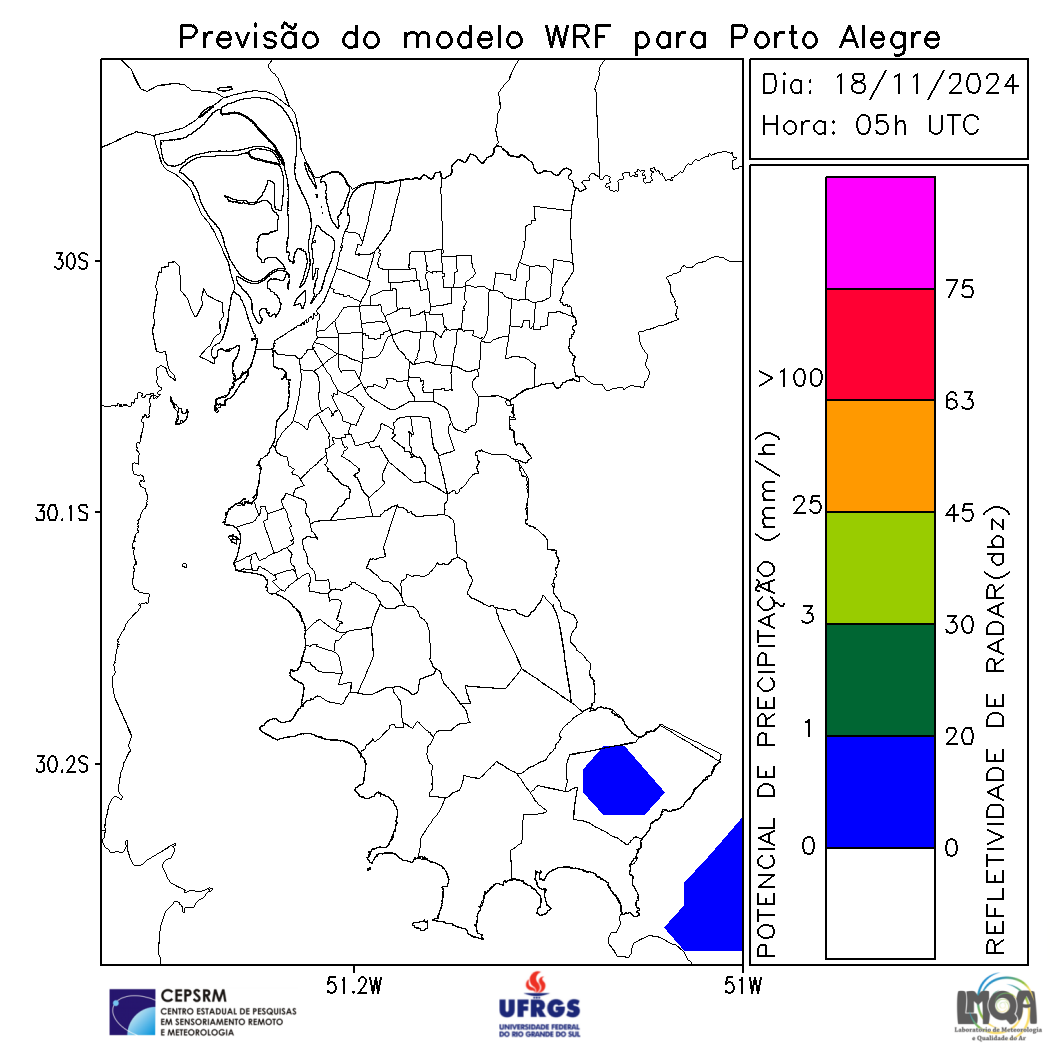 Previsão do modelo WRF para Porto Alegre
Dia: 18/11/2024
Hora: 05h UTC
30S
30.1S
30.2S
51.2W
51W
POTENCIAL DE PRECIPITAÇÃO (mm/h)
>100
25
3
1
0
75
63
45
30
20
0
REFLETIVIDADE DE RADAR(dbz)
CEPSRM
CENTRO ESTADUAL DE PESQUISAS
EM SENSORIAMENTO REMOTO
E METEOROLOGIA
UFRGS
UNIVERSIDADE FEDERAL
DO RIO GRANDE DO SUL
LMQA
Laboratório de Meteorologia
e Qualidade do Ar